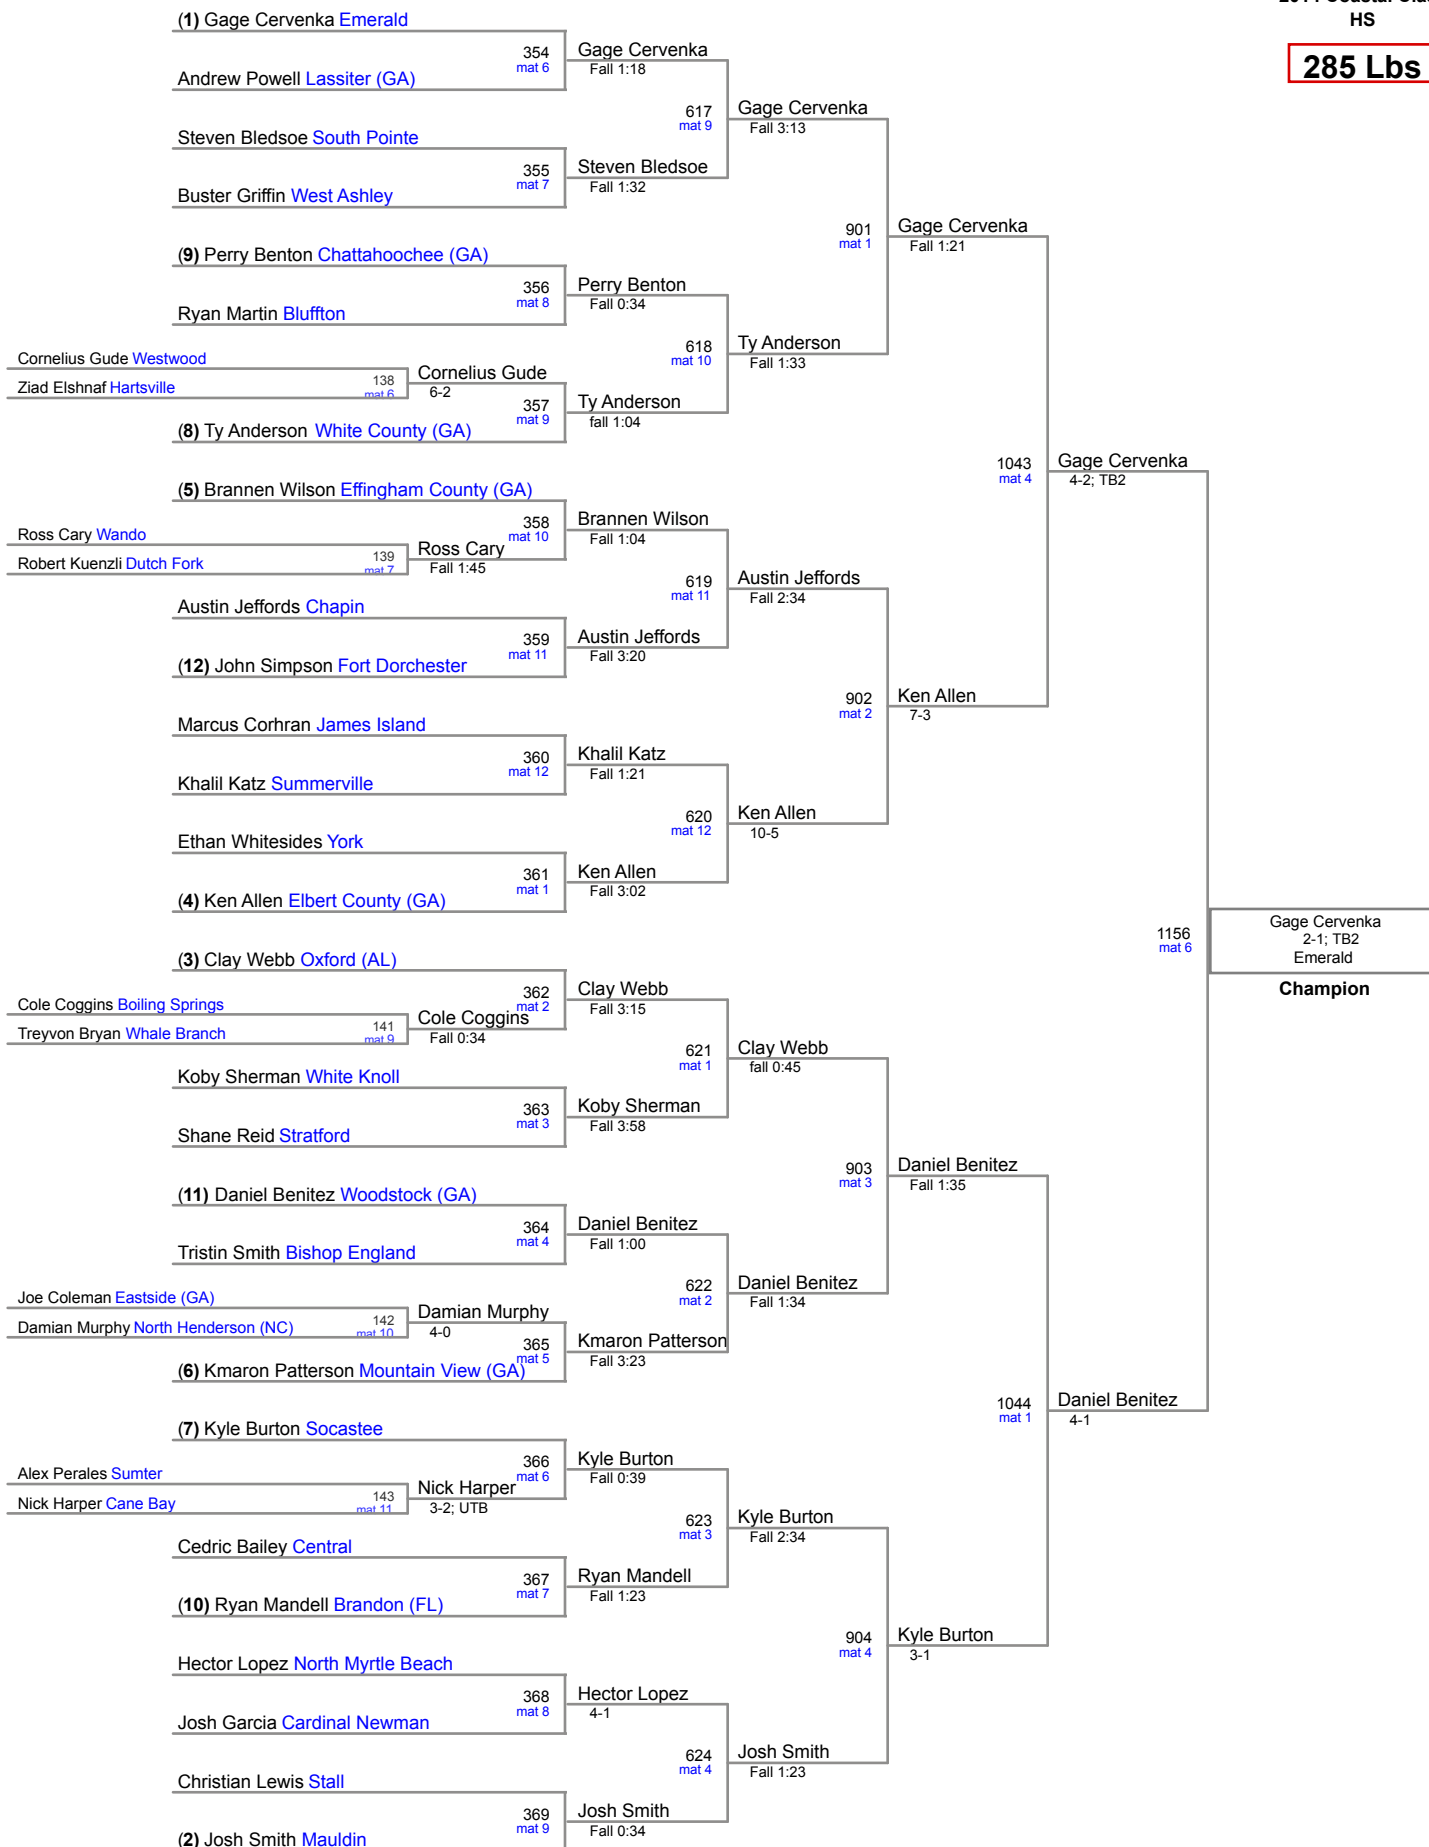 HS
285 Lbs
(1) Gage Cervenka Emerald
354
mat 6
Gage Cervenka
Fall 1:18
Andrew Powell Lassiter (GA)
617
mat 9
Gage Cervenka
Fall 3:13
Steven Bledsoe South Pointe
355
mat 7
Steven Bledsoe
Fall 1:32
Buster Griffin West Ashley
901
mat 1
Gage Cervenka
Fall 1:21
(9) Perry Benton Chattahoochee (GA)
356
mat 8
Perry Benton
Fall 0:34
Ryan Martin Bluffton
618
mat 10
Ty Anderson
Fall 1:33
Cornelius Gude Westwood
Ziad Elshnaf Hartsville
138
mat 6
Cornelius Gude
6-2
357
mat 9
Ty Anderson
fall 1:04
(8) Ty Anderson White County (GA)
1043
mat 4
Gage Cervenka
4-2; TB2
(5) Brannen Wilson Effingham County (GA)
358
mat 10
Brannen Wilson
Fall 1:04
Ross Cary Wando
Robert Kuenzli Dutch Fork
139
mat 7
Ross Cary
Fall 1:45
619
mat 11
Austin Jeffords
Fall 2:34
Austin Jeffords Chapin
359
mat 11
Austin Jeffords
Fall 3:20
(12) John Simpson Fort Dorchester
902
mat 2
Ken Allen
7-3
Marcus Corhran James Island
360
mat 12
Khalil Katz
Fall 1:21
Khalil Katz Summerville
620
mat 12
Ken Allen
10-5
Ethan Whitesides York
361
mat 1
Ken Allen
Fall 3:02
(4) Ken Allen Elbert County (GA)
1156
mat 6
Gage Cervenka
2-1; TB2
Emerald
Champion
(3) Clay Webb Oxford (AL)
362
mat 2
Clay Webb
Fall 3:15
Cole Coggins Boiling Springs
Treyvon Bryan Whale Branch
141
mat 9
Cole Coggins
Fall 0:34
621
mat 1
Clay Webb
fall 0:45
Koby Sherman White Knoll
363
mat 3
Koby Sherman
Fall 3:58
Shane Reid Stratford
903
mat 3
Daniel Benitez
Fall 1:35
(11) Daniel Benitez Woodstock (GA)
364
mat 4
Daniel Benitez
Fall 1:00
Tristin Smith Bishop England
622
mat 2
Daniel Benitez
Fall 1:34
Joe Coleman Eastside (GA)
Damian Murphy North Henderson (NC)
142
mat 10
Damian Murphy
4-0
365
mat 5
Kmaron Patterson
Fall 3:23
(6) Kmaron Patterson Mountain View (GA)
1044
mat 1
Daniel Benitez
4-1
(7) Kyle Burton Socastee
366
mat 6
Kyle Burton
Fall 0:39
Alex Perales Sumter
Nick Harper Cane Bay
143
mat 11
Nick Harper
3-2; UTB
623
mat 3
Kyle Burton
Fall 2:34
Cedric Bailey Central
367
mat 7
Ryan Mandell
Fall 1:23
(10) Ryan Mandell Brandon (FL)
904
mat 4
Kyle Burton
3-1
Hector Lopez North Myrtle Beach
368
mat 8
Hector Lopez
4-1
Josh Garcia Cardinal Newman
624
mat 4
Josh Smith
Fall 1:23
Christian Lewis Stall
369
mat 9
Josh Smith
Fall 0:34
(2) Josh Smith Mauldin